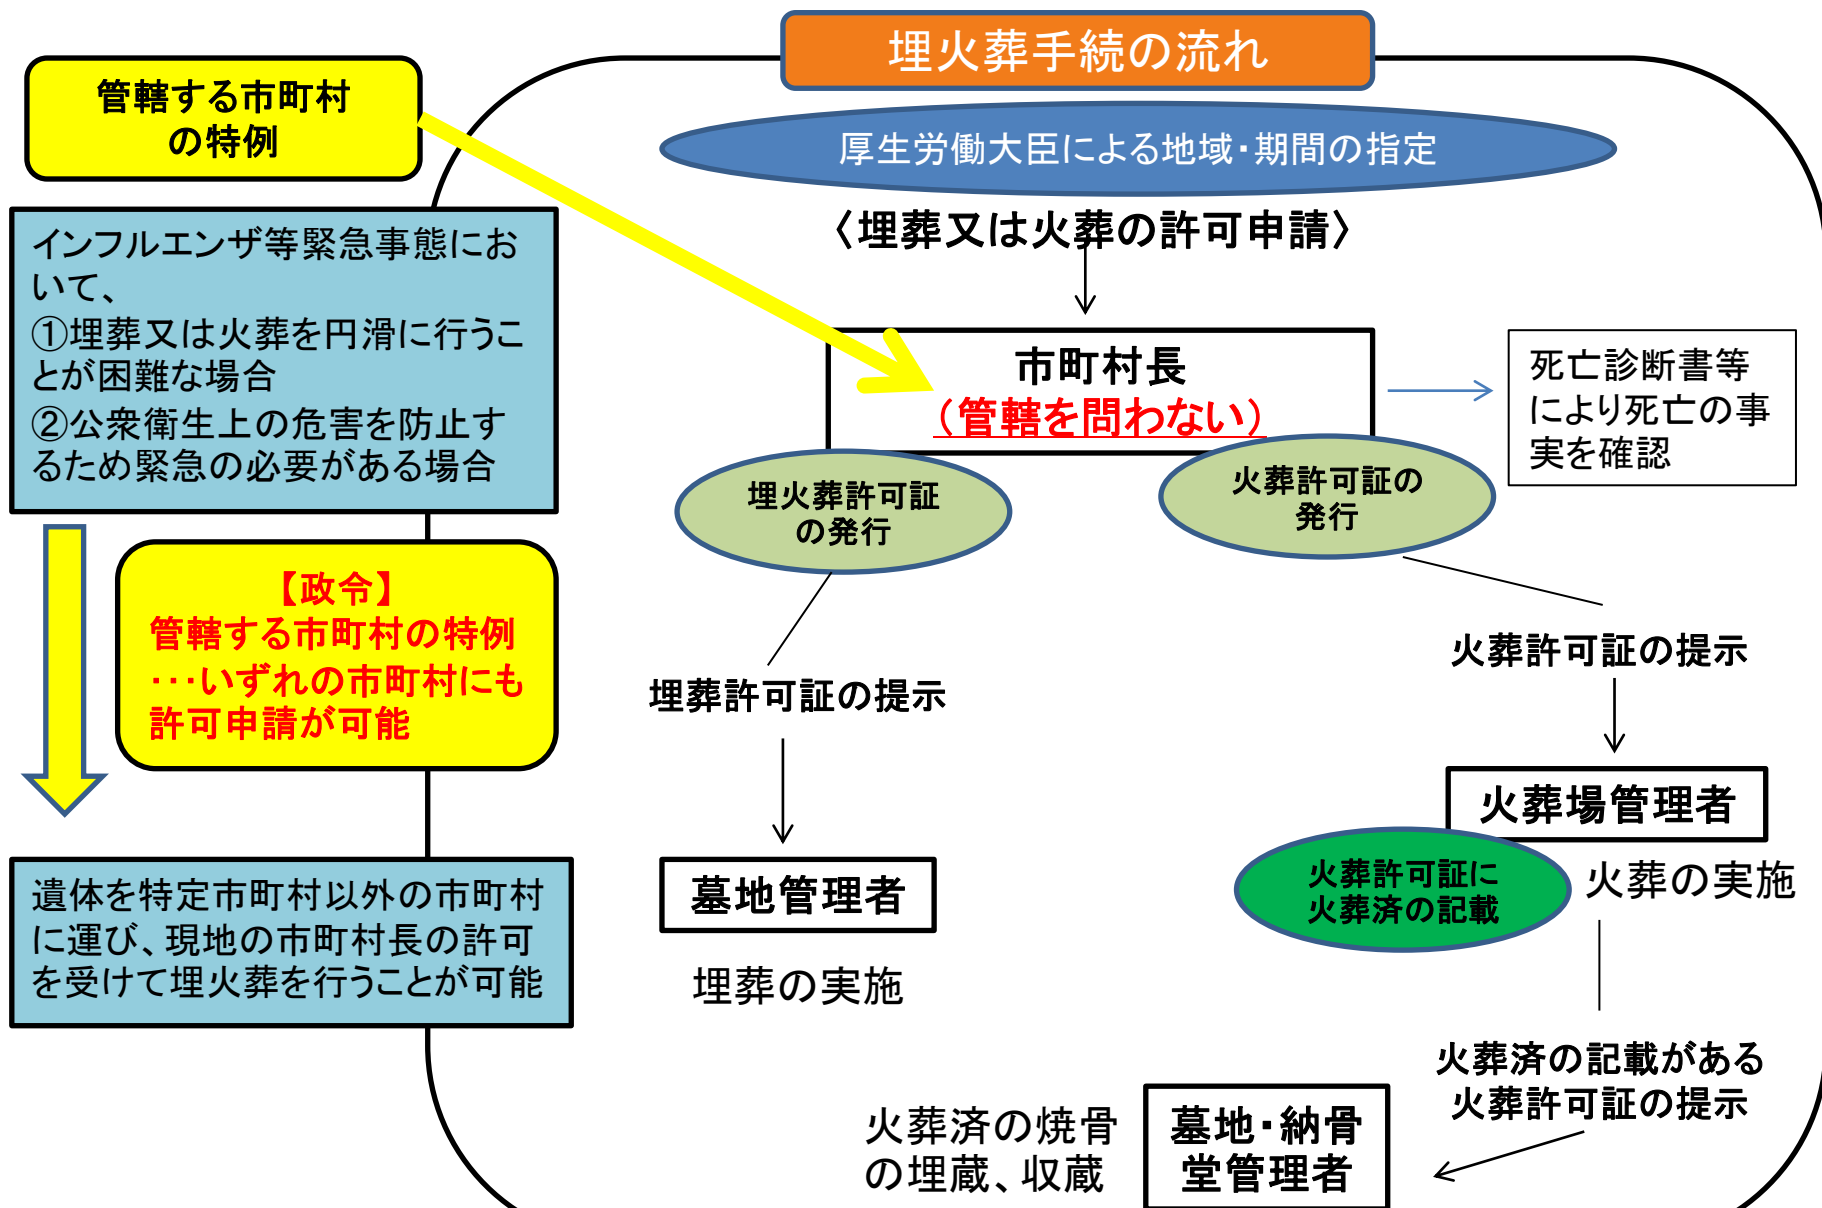 埋火葬手続の流れ
管轄する市町村
の特例
厚生労働大臣による地域・期間の指定
〈埋葬又は火葬の許可申請〉
インフルエンザ等緊急事態にお
いて、
①埋葬又は火葬を円滑に行うこ
とが困難な場合
②公衆衛生上の危害を防止す
るため緊急の必要がある場合
市町村長
（管轄を問わない）
死亡診断書等
により死亡の事
実を確認
埋火葬許可証
の発行
火葬許可証の
発行
【政令】
管轄する市町村の特例
・・・いずれの市町村にも
許可申請が可能
埋葬許可証の提示
火葬許可証の提示
墓地管理者
埋葬の実施
火葬場管理者
火葬許可証に
火葬済の記載
火葬の実施
遺体を特定市町村以外の市町村
に運び、現地の市町村長の許可
を受けて埋火葬を行うことが可能
火葬済の記載がある
火葬許可証の提示
火葬済の焼骨
の埋蔵、収蔵
墓地・納骨
堂管理者